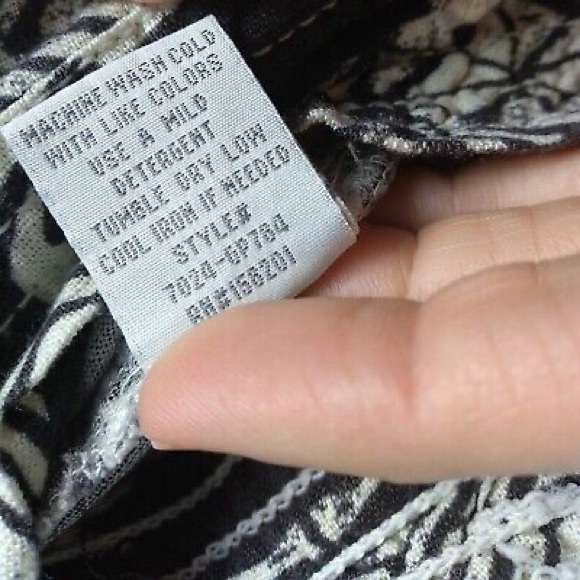 MACHINE WASH COLD
WITH LIKE COLORS
USE A MILD
DETERGENT
TUMBLE DRY LOW
COOL IRON IF NEEDED
STYLE#
7024-GP784
RN#158201